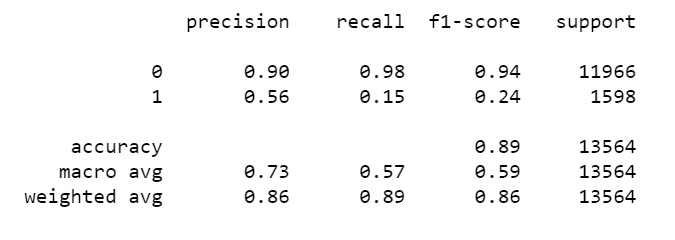 precision recall f1-score support
0 0.90 0.98 0.94 11966
1 0.56 0.15 0.24 1598
accuracy 0.89 13564
macro avg 0.73 0.57 0.59 13564
weighted avg 0.86 0.89 0.86 13564